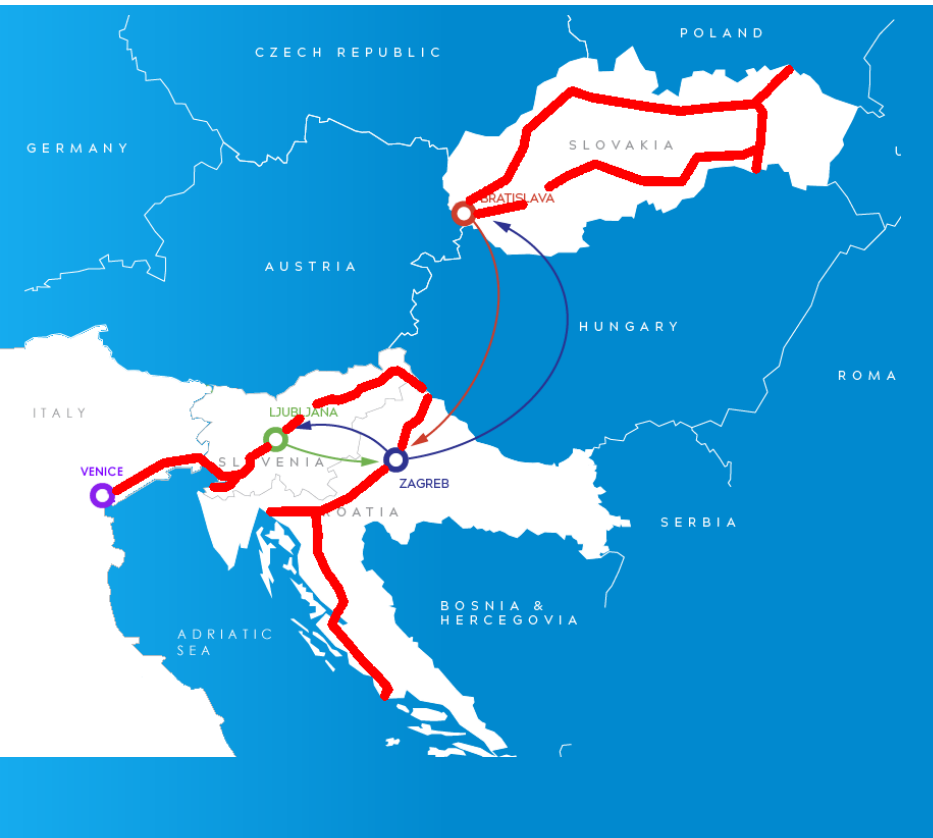 POLAND
CZECH REPUBLIC
GERMANY
SLOVAKIA
BRATISLAVA
AUSTRIA
HUNGARY
ROMA
ITALY
LJUBLJANA
SLOVENIA
VENICE
ZAGREB
OATIA
SERBIA
BOSNIA &
HERCEGOVIA
ADRIATIC
SEA